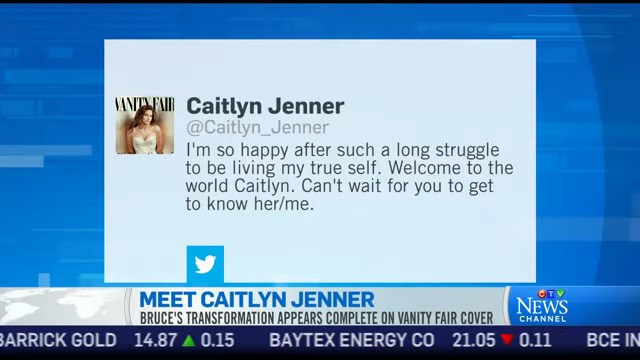 VANITY FAIR
Caitlyn Jenner
@Caitlyn_Jenner
I'm so happy after such a long struggle
to be living my true self. Welcome to the
world Caitlyn. Can't wait for you to get
to know her/me.
MEET CAITLYN JENNER
BRUCE'S TRANSFORMATION APPEARS COMPLETE ON VANITY FAIR COVER
CTV
NEWS
CHANNEL
BARRICK GOLD 14.87 ▲ 0.15 BAYTEX ENERGY CO 21.05 ▼ 0.11 BCE IN